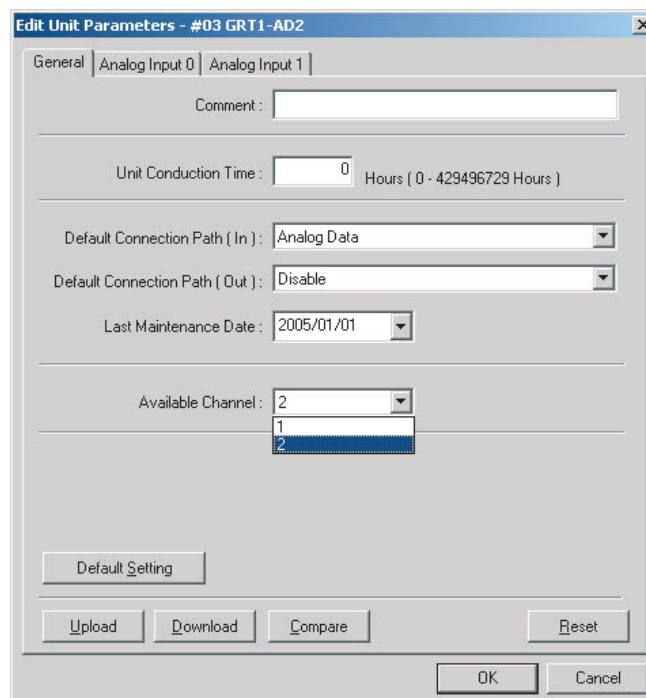 Edit Unit Parameters - #03 GRT1-AD2
General Analog Input 0 Analog Input 1
Comment :
Unit Conduction Time : 0 Hours ( 0 - 429496729 Hours )
Default Connection Path ( In ) : Analog Data
Default Connection Path ( Out ) : Disable
Last Maintenance Date : 2005/01/01
Available Channel : 2
1
2
Default Setting
Upload Download Compare Reset
OK Cancel